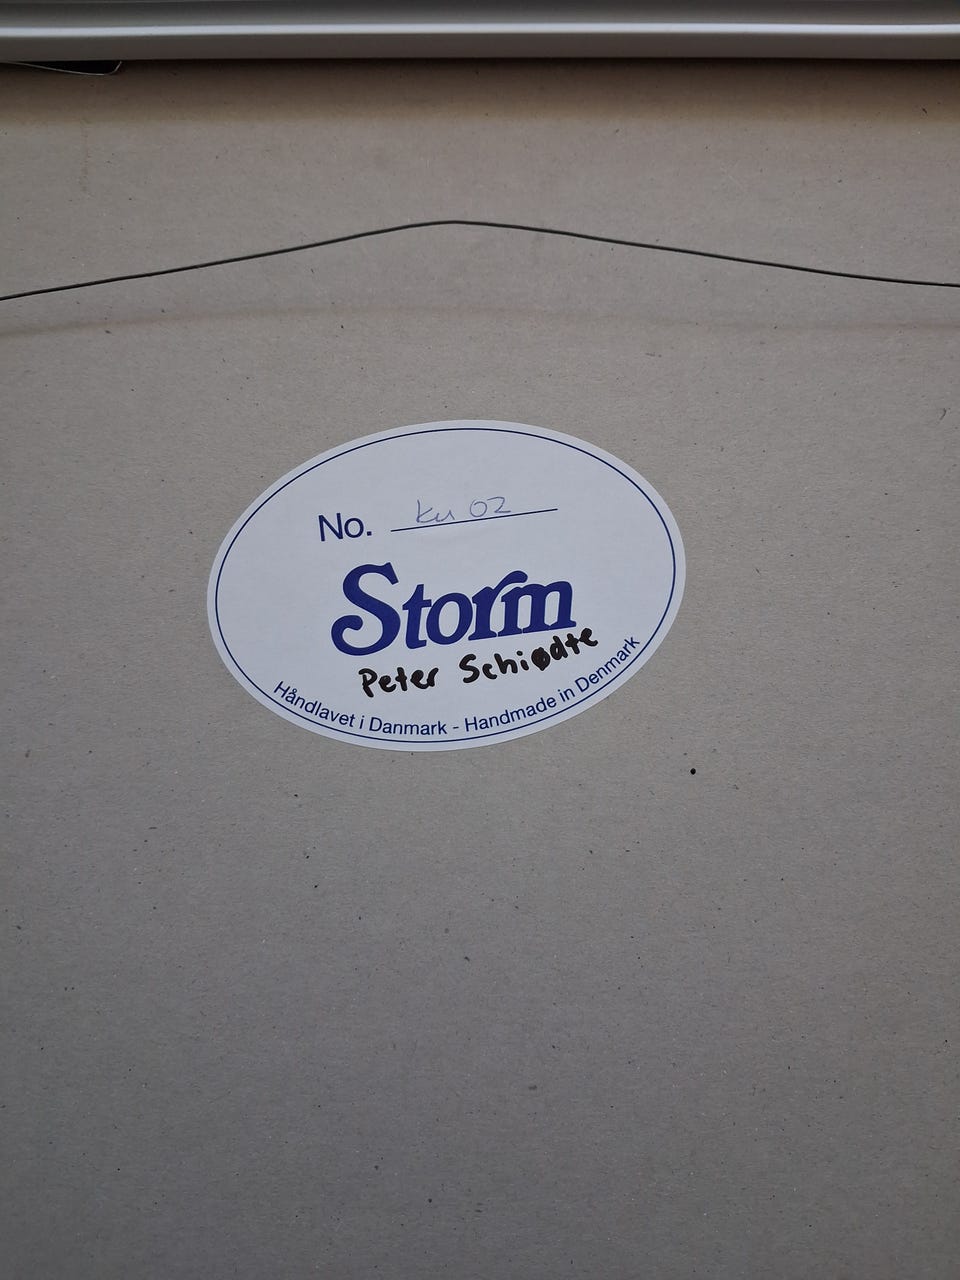 No. Ku 02
Storm
Peter Schiødte
Håndlavet i Danmark - Handmade in Denmark